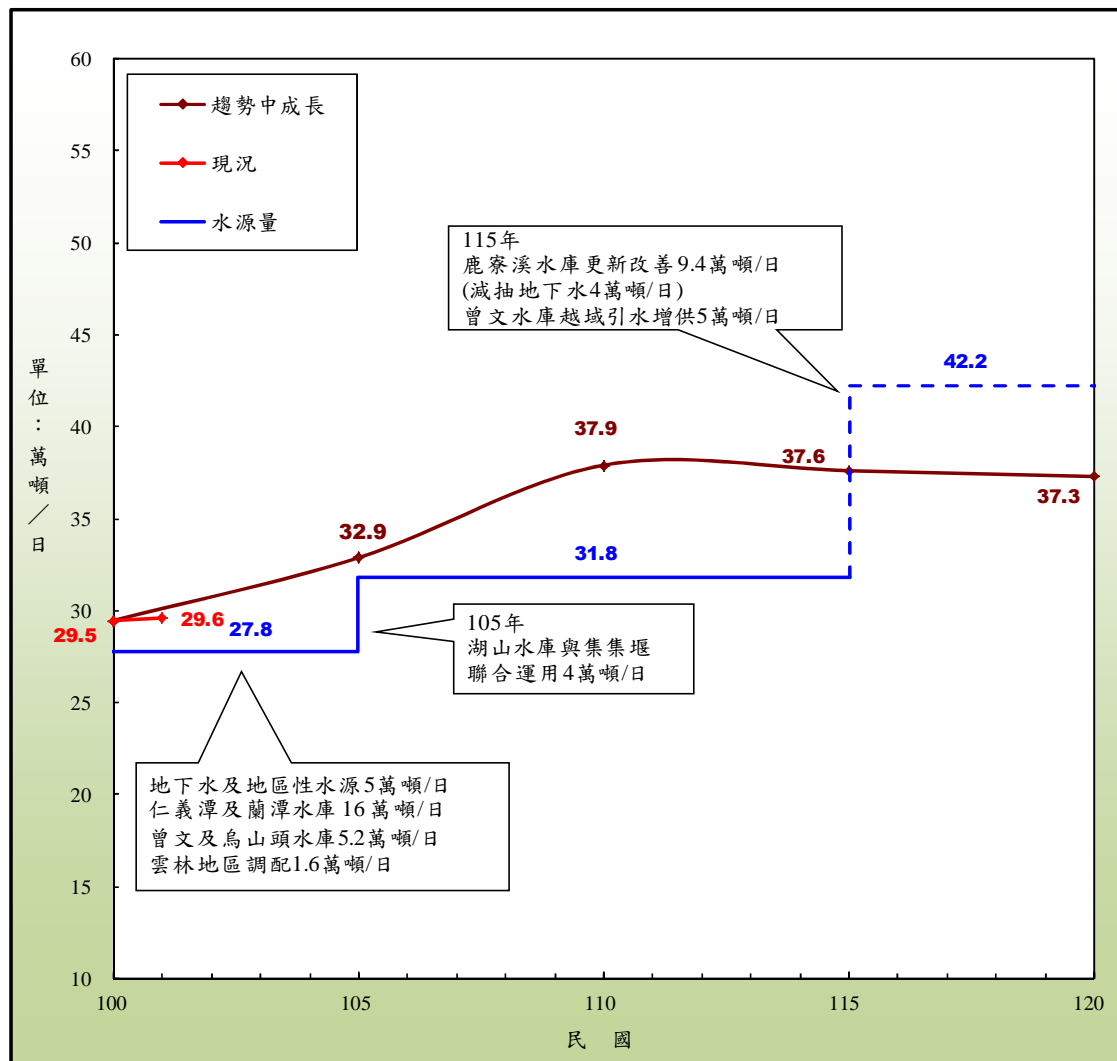 60
55
50
45
40
35
30
25
20
15
10
單位：萬噸／日
趨勢中成長
現況
水源量
115年
鹿寮溪水庫更新改善9.4萬噸/日
(減抽地下水4萬噸/日)
曾文水庫越域引水增供5萬噸/日
42.2
37.9
37.6
37.3
32.9
31.8
29.5
29.6
27.8
105年
湖山水庫與集集堰
聯合運用4萬噸/日
地下水及地區性水源5萬噸/日
仁義潭及蘭潭水庫16萬噸/日
曾文及烏山頭水庫5.2萬噸/日
雲林地區調配1.6萬噸/日
100
105
110
115
120
民 國